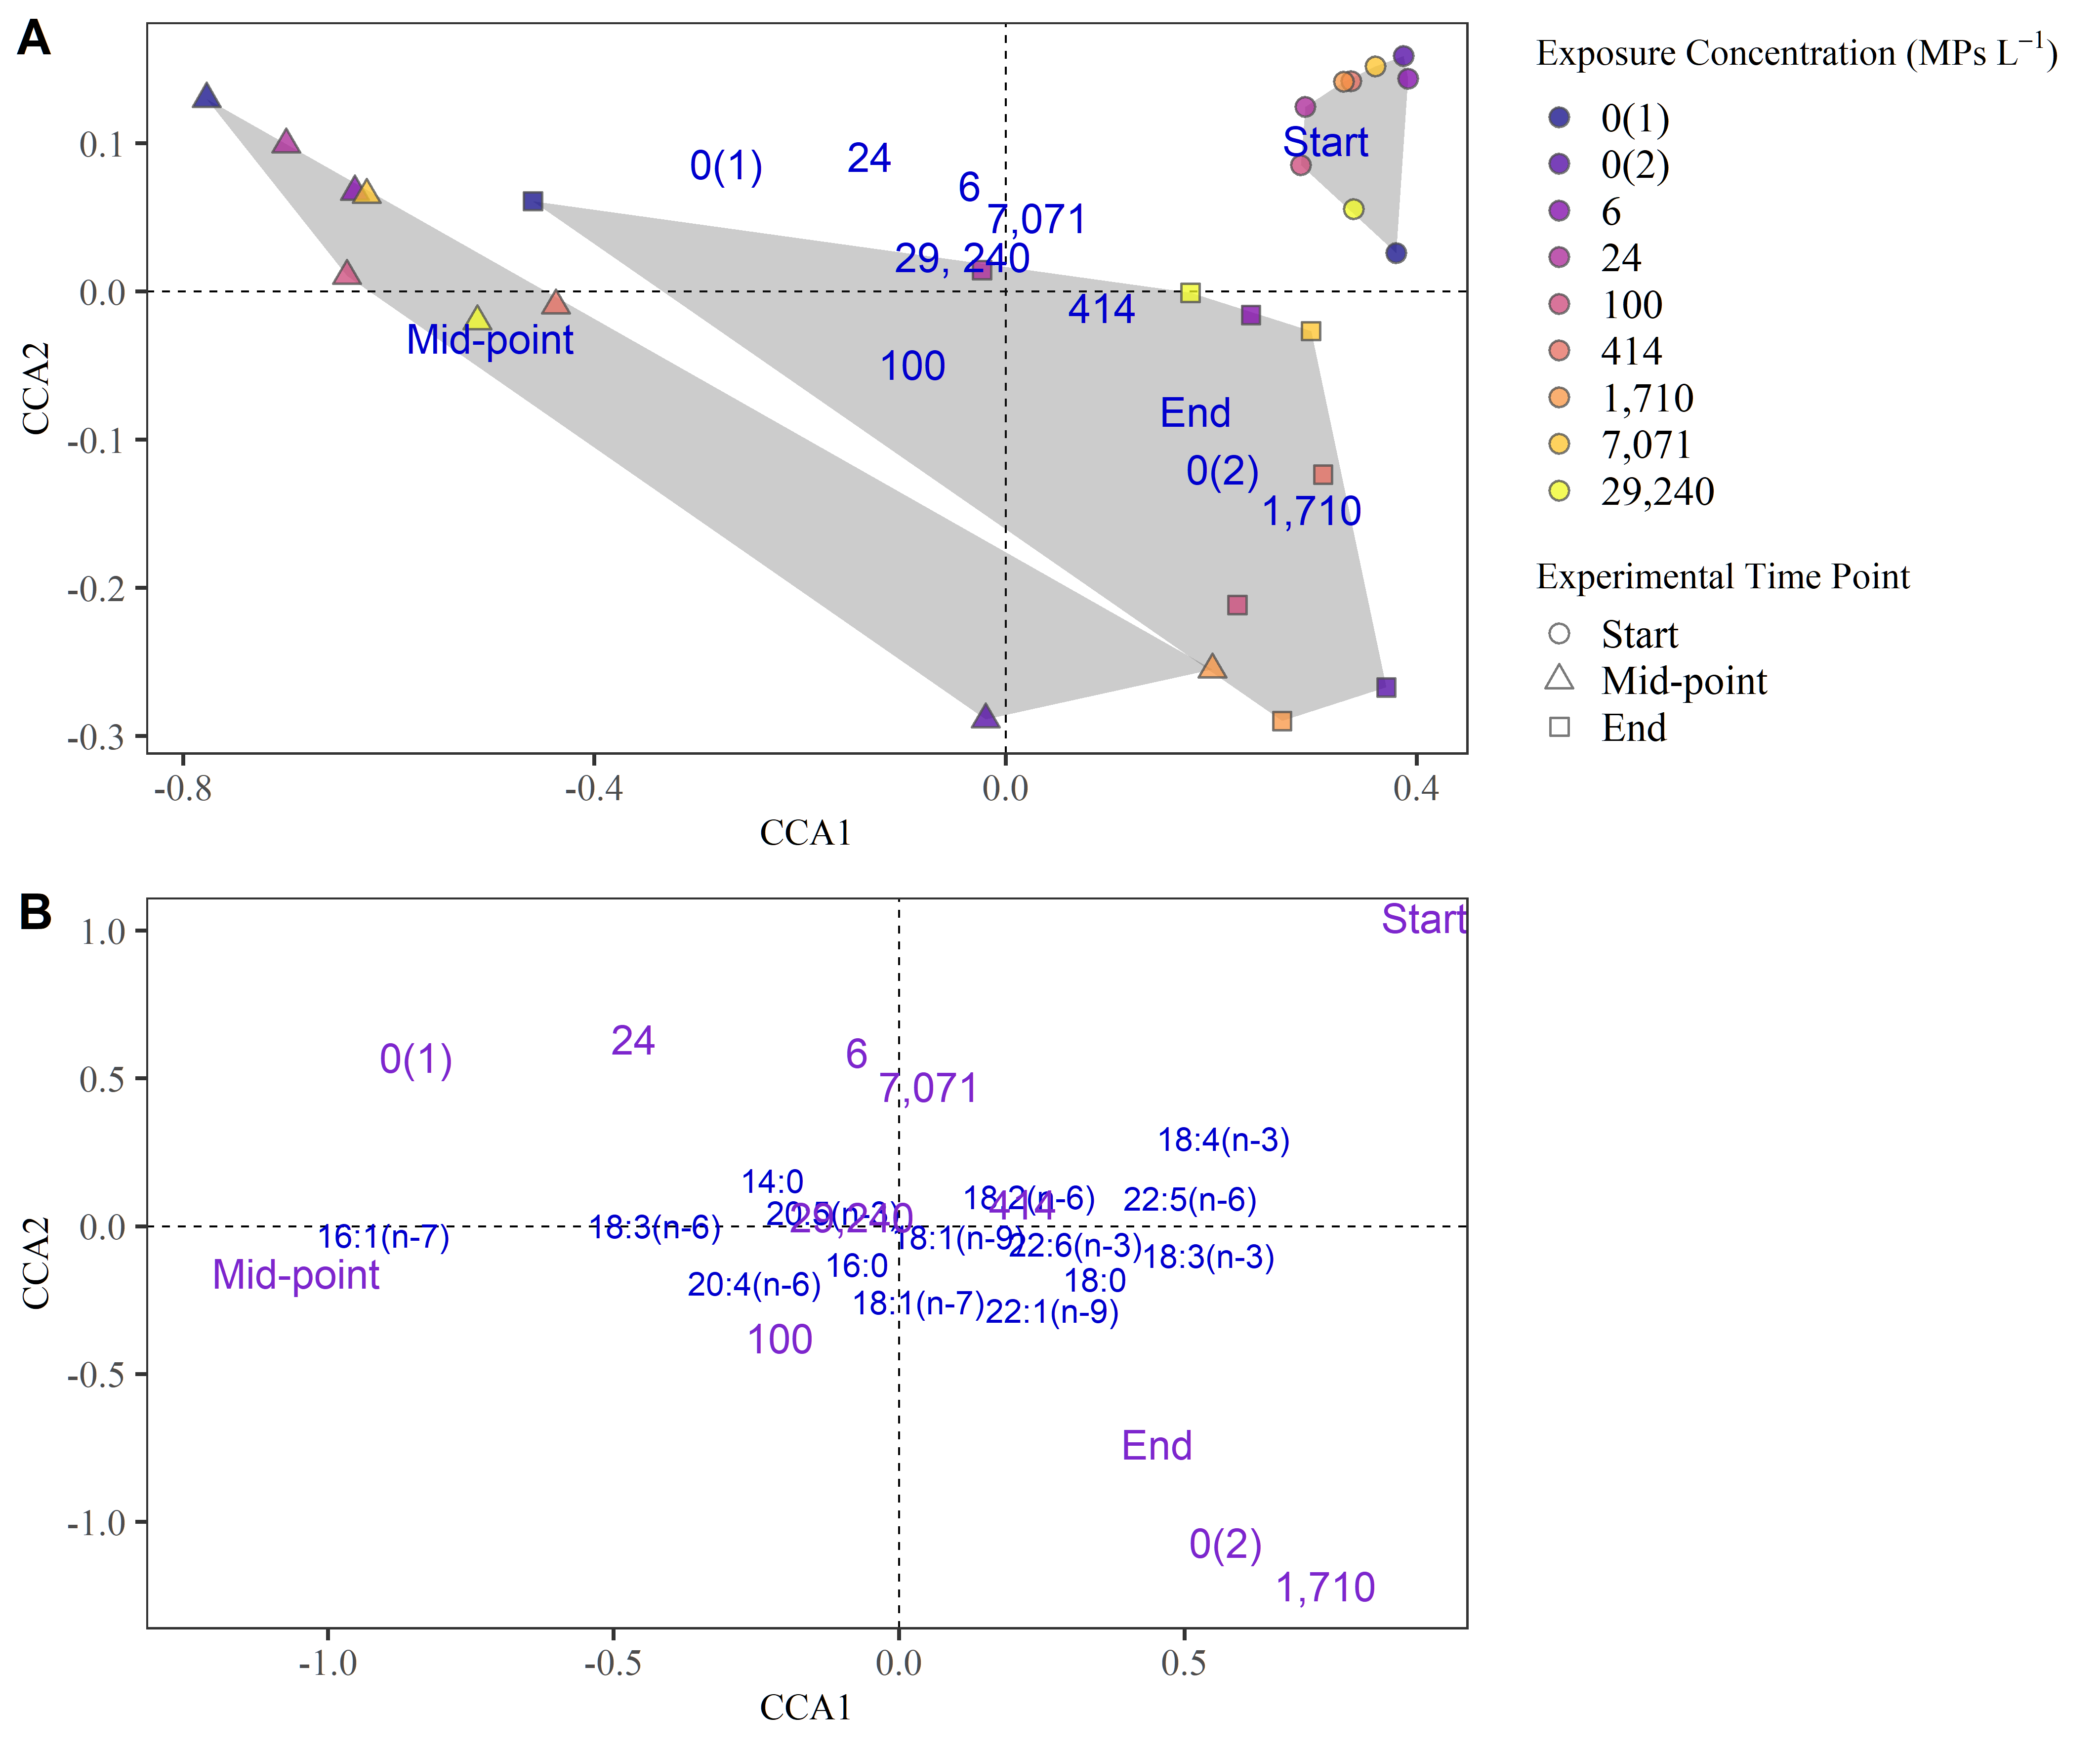 A
Exposure Concentration (MPs L⁻¹)
0(1)
0(2)
6
24
100
414
1,710
7,071
29,240
Experimental Time Point
Start
Mid-point
End
CCA2
0.1
0.0
-0.1
-0.2
-0.3
Start
0(1)
24
6
7,071
29, 240
414
Mid-point
100
End
0(2)
1,710
-0.8
-0.4
0.0
0.4
CCA1
B
CCA2
1.0
0.5
0.0
-0.5
-1.0
Start
24
0(1)
6
7,071
18:4(n-3)
14:0
18:2(n-6)
414
22:5(n-6)
20:5(n-3)
29,240
18:3(n-6)
16:1(n-7)
18:1(n-9)
22:6(n-3)
18:3(n-3)
16:0
Mid-point
20:4(n-6)
18:0
18:1(n-7)
22:1(n-9)
100
End
0(2)
1,710
-1.0
-0.5
0.0
0.5
CCA1